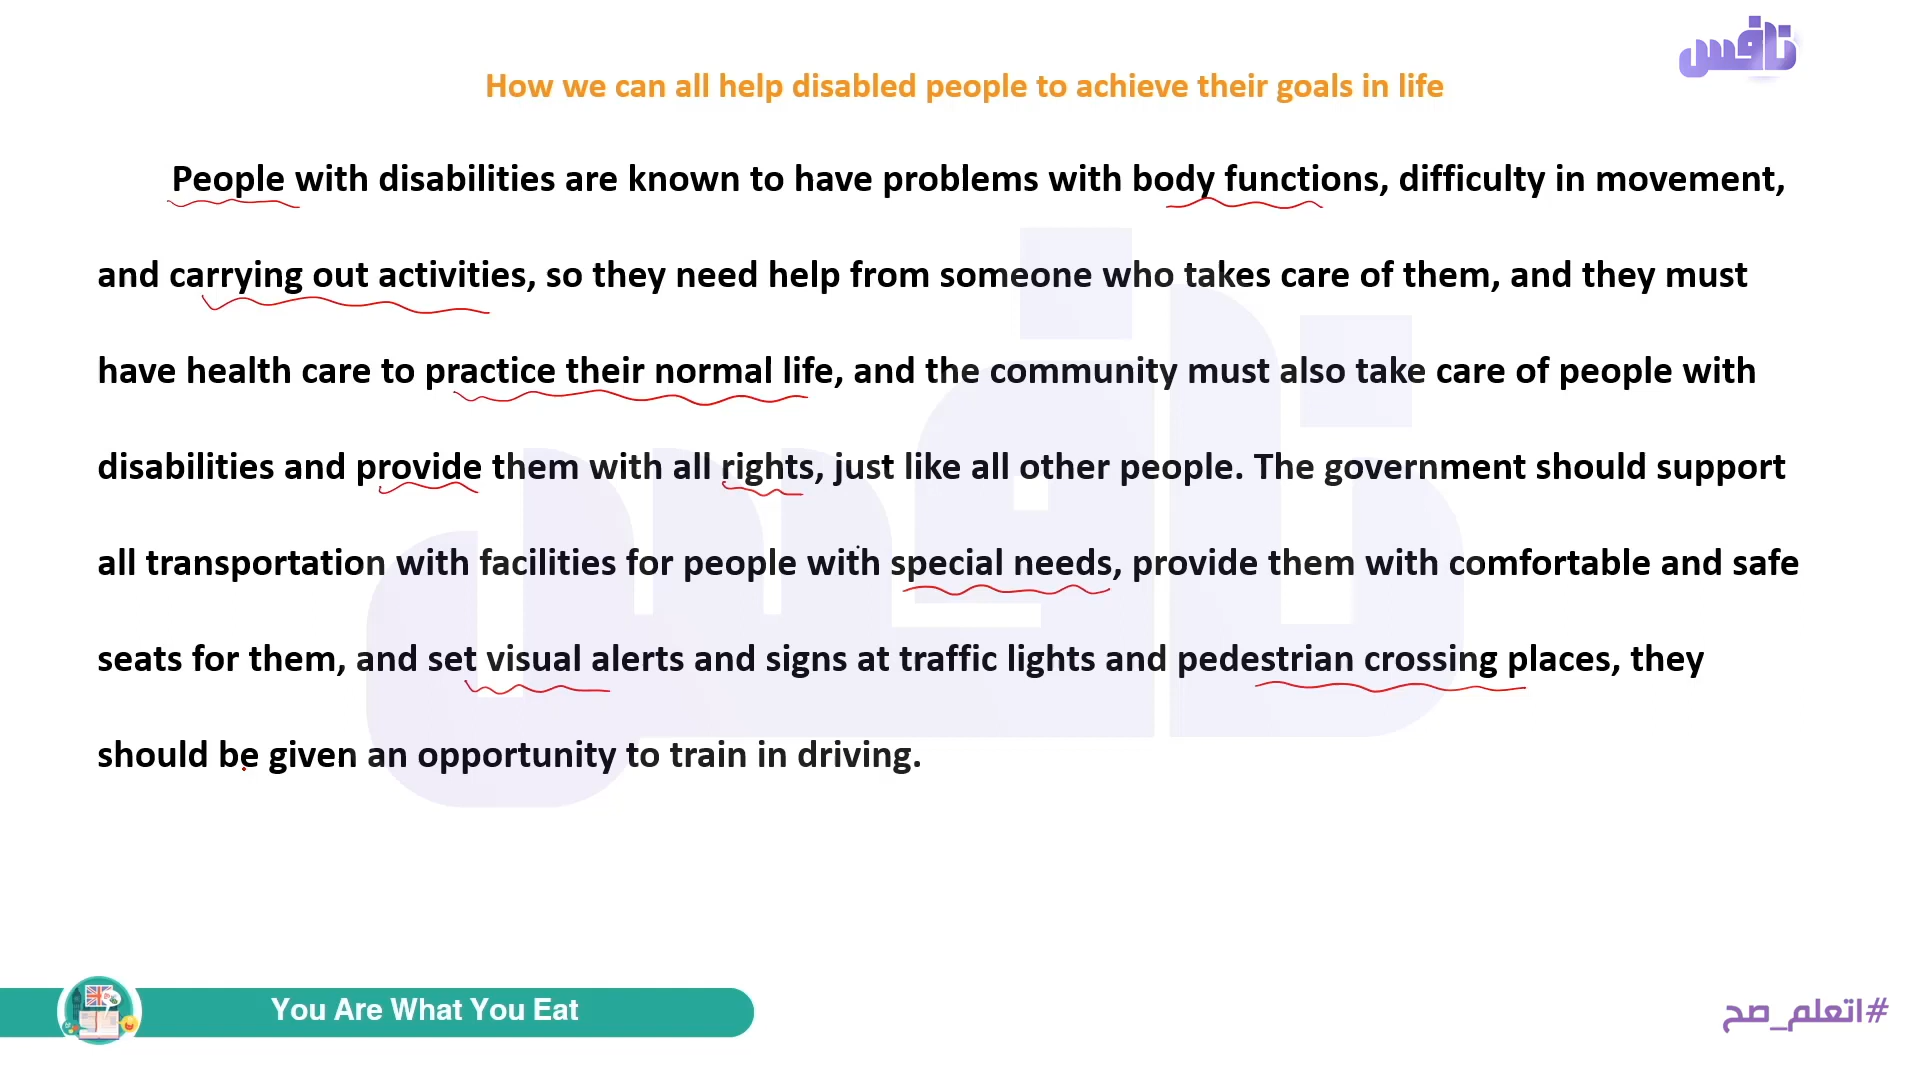 نافس
How we can all help disabled people to achieve their goals in life
People with disabilities are known to have problems with body functions, difficulty in movement,
and carrying out activities, so they need help from someone who takes care of them, and they must
have health care to practice their normal life, and the community must also take care of people with
disabilities and provide them with all rights, just like all other people. The government should support
all transportation with facilities for people with special needs, provide them with comfortable and safe
seats for them, and set visual alerts and signs at traffic lights and pedestrian crossing places, they
should be given an opportunity to train in driving.
You Are What You Eat
#اتعلم_صح